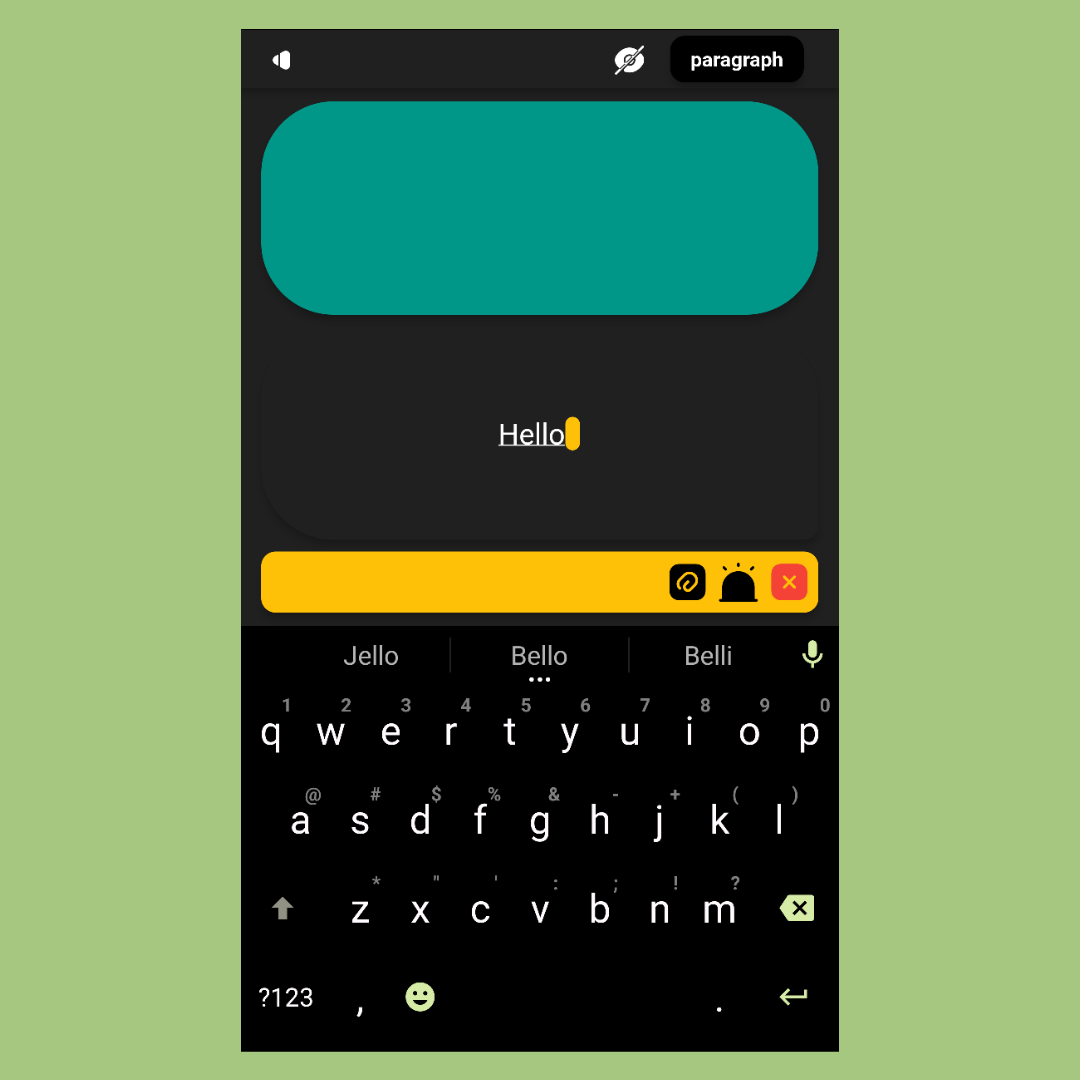 paragraph
Hello
Jello Bello Belli
1 2 3 4 5 6 7 8 9 0
q w e r t y u i o p
@ # $ % & - + ( )
a s d f g h j k l
* " ' : ; ! ?
z x c v b n m
?123 , .